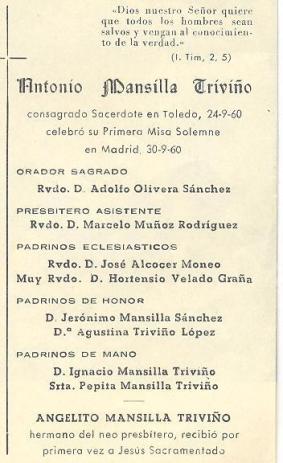 «Dios nuestro Señor quiere
que todos los hombres sean
salvos y vengan al conocimien-
to de la verdad.»
(I. Tim, 2, 5)
Antonio Mansilla Triviño
consagrado Sacerdote en Toledo, 24-9-60
celebró su Primera Misa Solemne
en Madrid, 30-9-60
ORADOR SAGRADO
Rvdo. D. Adolfo Olivera Sánchez
PRESBITERO ASISTENTE
Rvdo. D. Marcelo Muñoz Rodríguez
PADRINOS ECLESIASTICOS
Rvdo. D. José Alcocer Moneo
Muy Rvdo. D. Hortensio Velado Graña
PADRINOS DE HONOR
D. Jerónimo Mansilla Sánchez
D.ª Agustina Triviño López
PADRINOS DE MANO
D. Ignacio Mansilla Triviño
Srta. Pepita Mansilla Triviño
ANGELITO MANSILLA TRIVIÑO
hermano del neo presbítero, recibió por
primera vez a Jesús Sacramentado